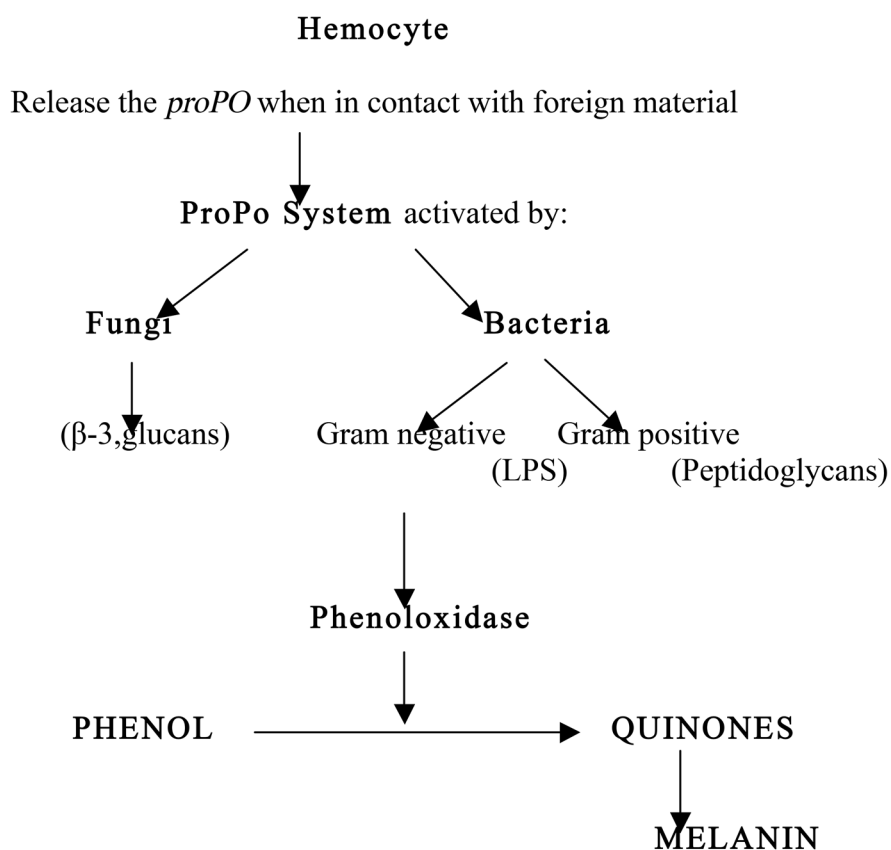 Hemocyte
Release the proPO when in contact with foreign material
ProPo System activated by:
Fungi
Bacteria
(β-3,glucans)
Gram negative
Gram positive
(LPS)
(Peptidoglycans)
Phenoloxidase
PHENOL
QUINONES
MELANIN